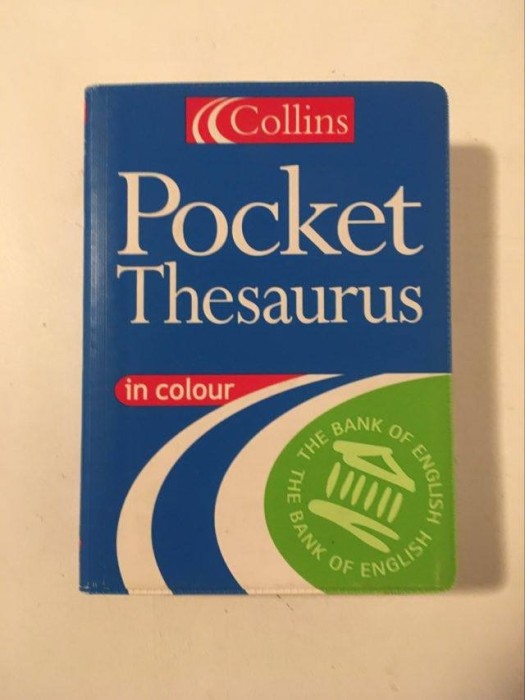 Collins
Pocket
Thesaurus
in colour
THE BANK OF ENGLISH
THE BANK OF ENGLISH